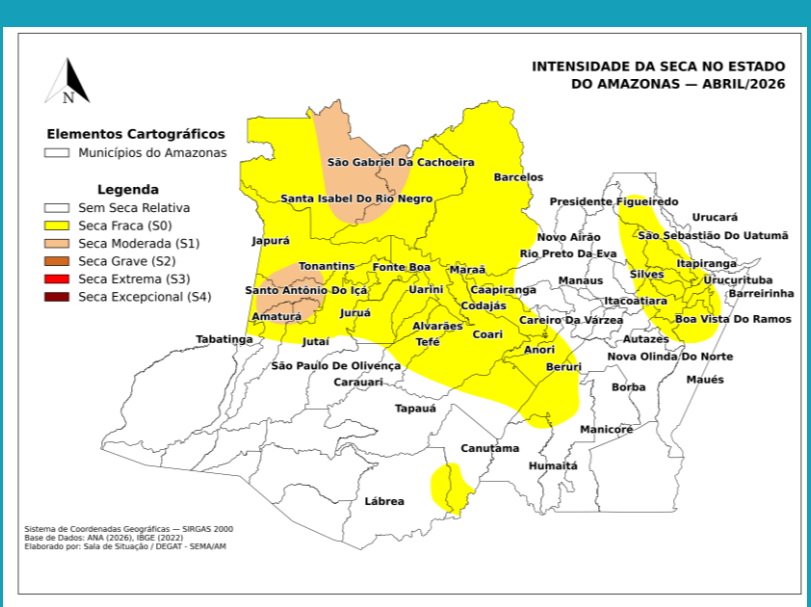 INTENSIDADE DA SECA NO ESTADO
DO AMAZONAS — ABRIL/2026
N
Elementos Cartográficos
Municípios do Amazonas
Legenda
Sem Seca Relativa
Seca Fraca (S0)
Seca Moderada (S1)
Seca Grave (S2)
Seca Extrema (S3)
Seca Excepcional (S4)
São Gabriel Da Cachoeira
Barcelos
Santa Isabel Do Rio Negro
Presidente Figueiredo
Urucará
São Sebastião Do Uatumã
Japurá
Novo Airão
Rio Preto Da Eva
Itapiranga
Tonantins
Fonte Boa
Maraã
Silves
Manaus
Urucurituba
Santo Antônio Do Içá
Uarini
Caapiranga
Barreirinha
Itacoatiara
Codajás
Amaturá
Juruá
Careiro Da Várzea
Boa Vista Do Ramos
Alvarães
Coari
Tabatinga
Jutaí
Tefé
Autazes
Anori
Nova Olinda Do Norte
São Paulo De Olivença
Beruri
Carauari
Borba
Maués
Tapauá
Manicoré
Canutama
Humaitá
Lábrea
Sistema de Coordenadas Geográficas — SIRGAS 2000
Base de Dados: ANA (2026), IBGE (2022)
Elaborado por: Sala de Situação / DEGAT - SEMA/AM